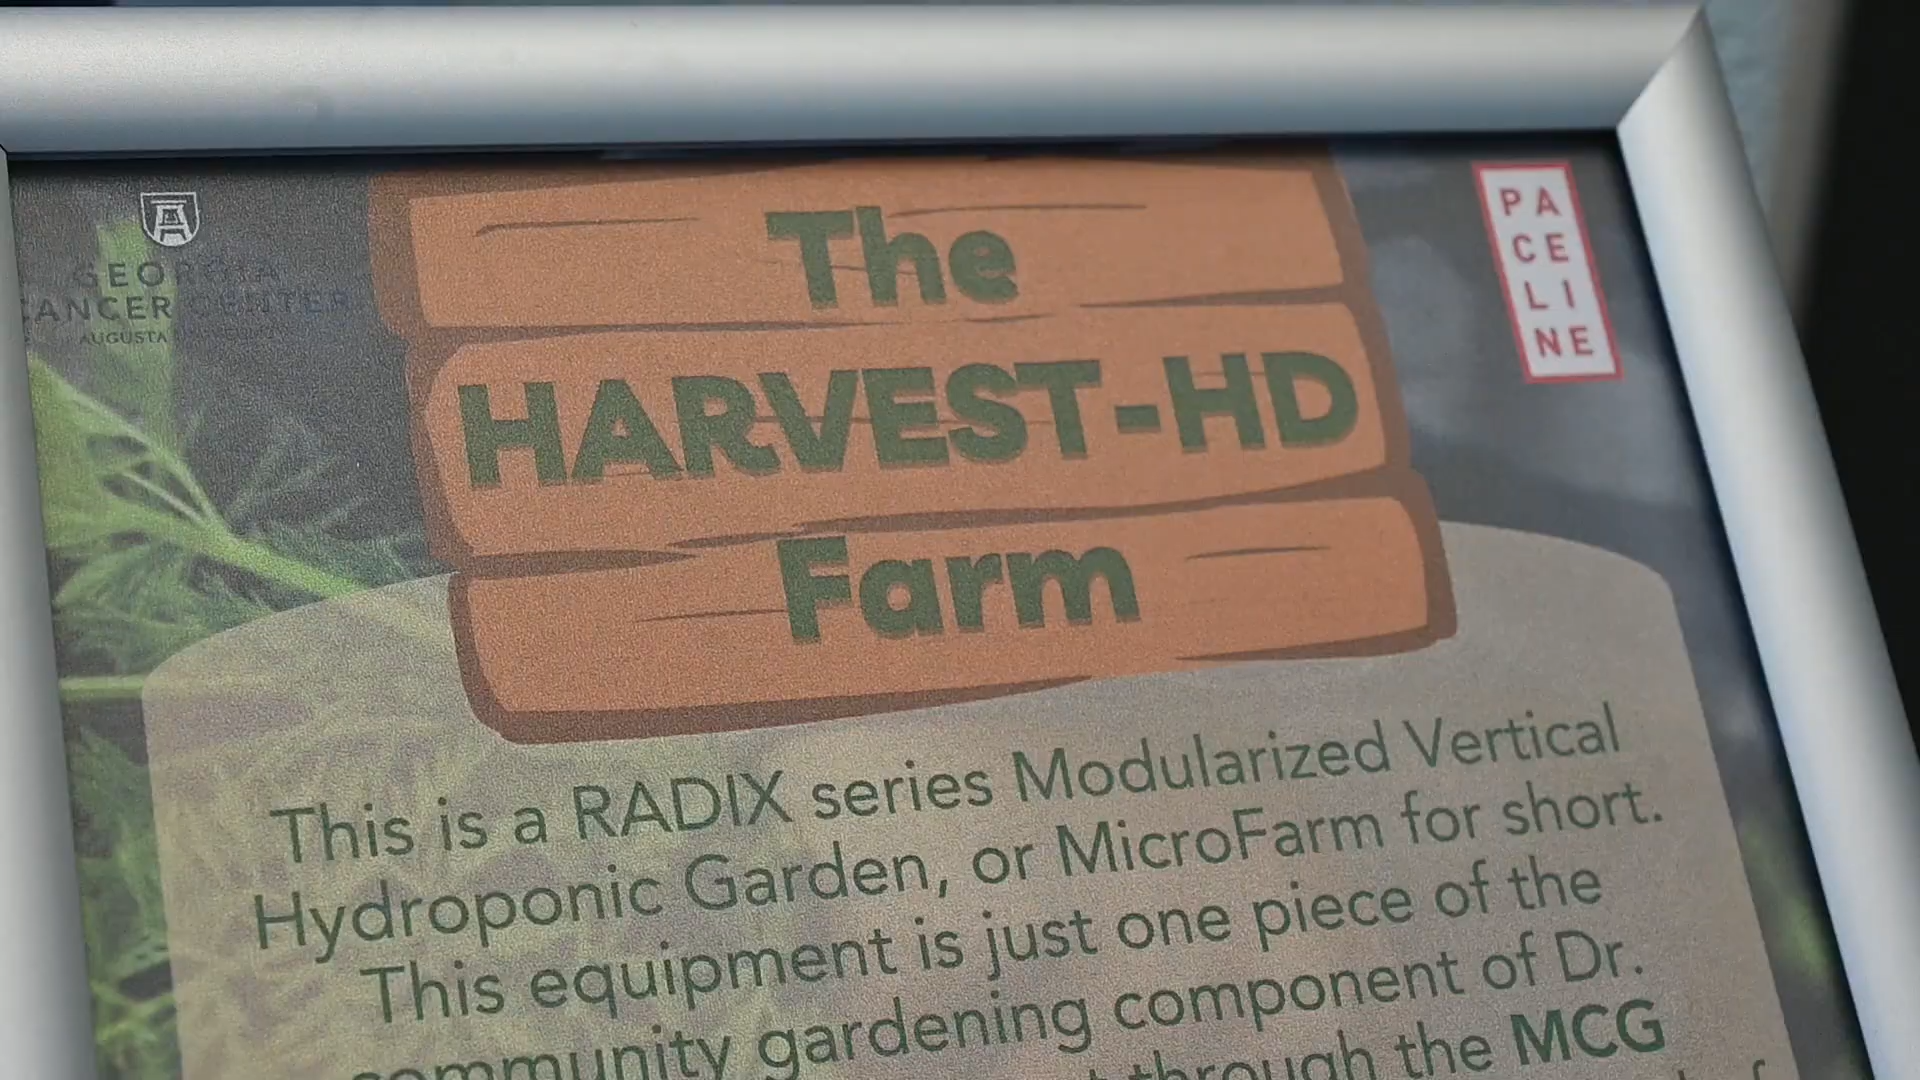 GEORGIA
CANCER CENTER
AUGUSTA
PA
CE
LI
NE
The
HARVEST-HD
Farm
This is a RADIX series Modularized Vertical
Hydroponic Garden, or MicroFarm for short.
This equipment is just one piece of the
community gardening component of Dr.
through the MCG